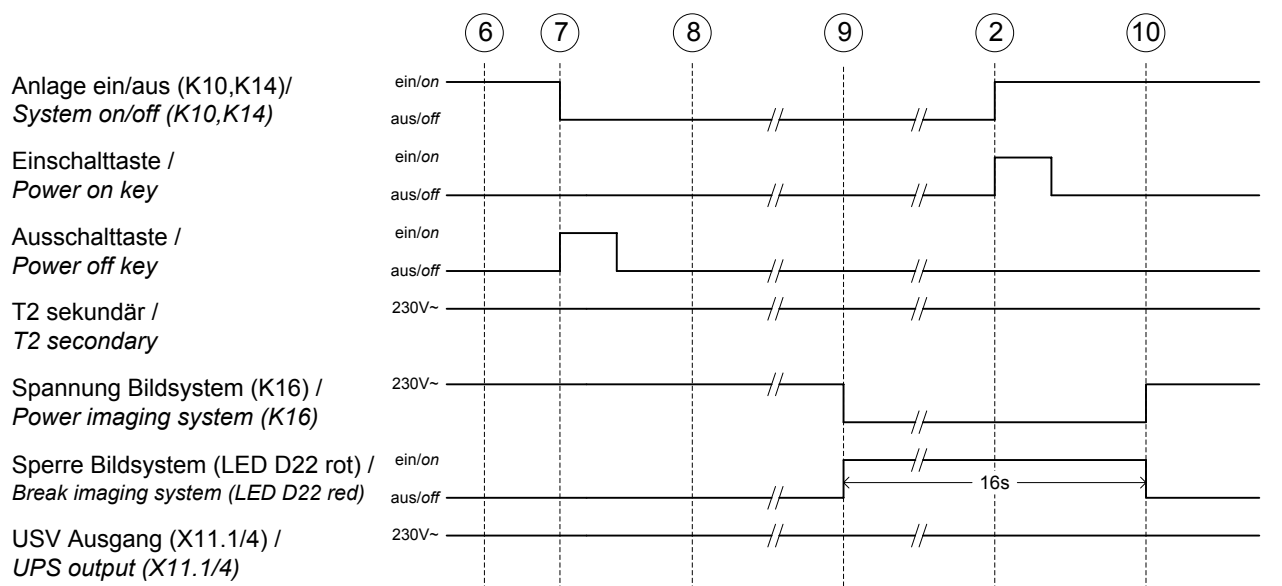 6 7 8 9 2 10
Anlage ein/aus (K10,K14)/
System on/off (K10,K14)
ein/on
aus/off
Einschalttaste /
Power on key
ein/on
aus/off
Ausschalttaste /
Power off key
ein/on
aus/off
T2 sekundär /
T2 secondary
230V~
Spannung Bildsystem (K16) /
Power imaging system (K16)
230V~
Sperre Bildsystem (LED D22 rot) /
Break imaging system (LED D22 red)
ein/on
aus/off
16s
USV Ausgang (X11.1/4) /
UPS output (X11.1/4)
230V~